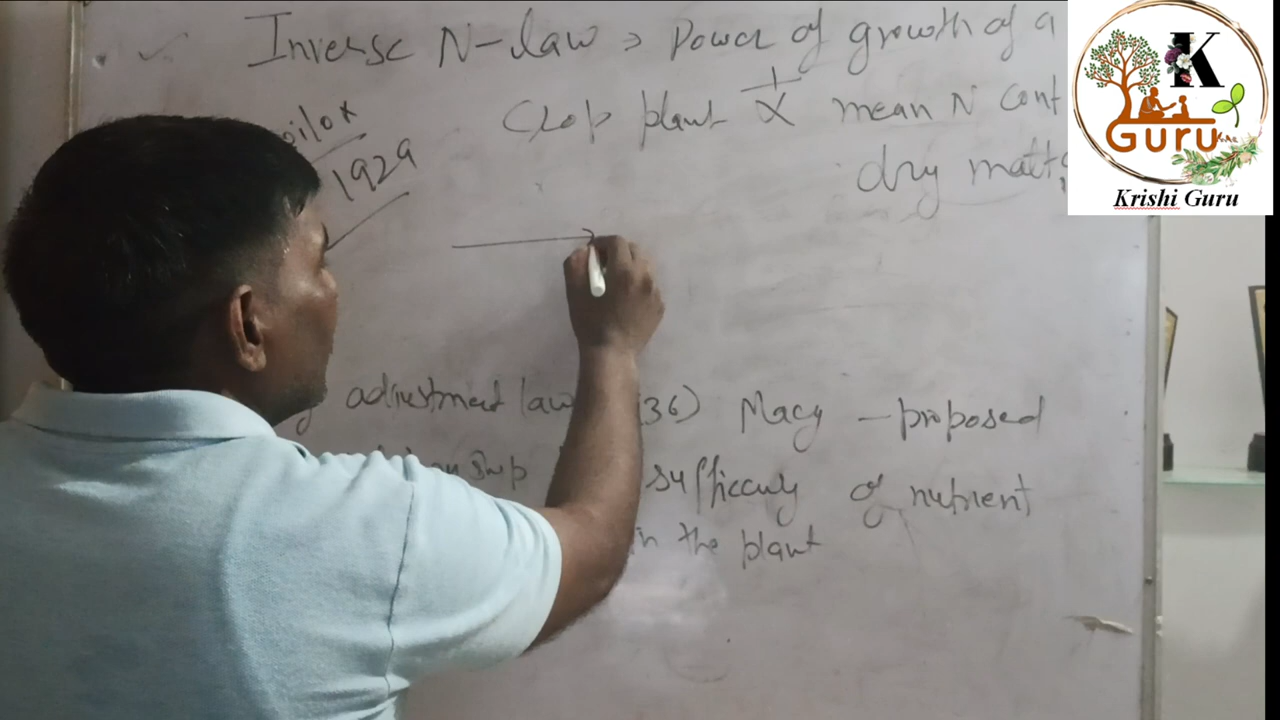 Inverse N-law → Power of growth of a
Crop plant 1/α mean N cont
dry matt
1929
adjustment law 36) Macy - proposed
sufficiency of nutrient
in the plant
K
GURU
Krishi Guru